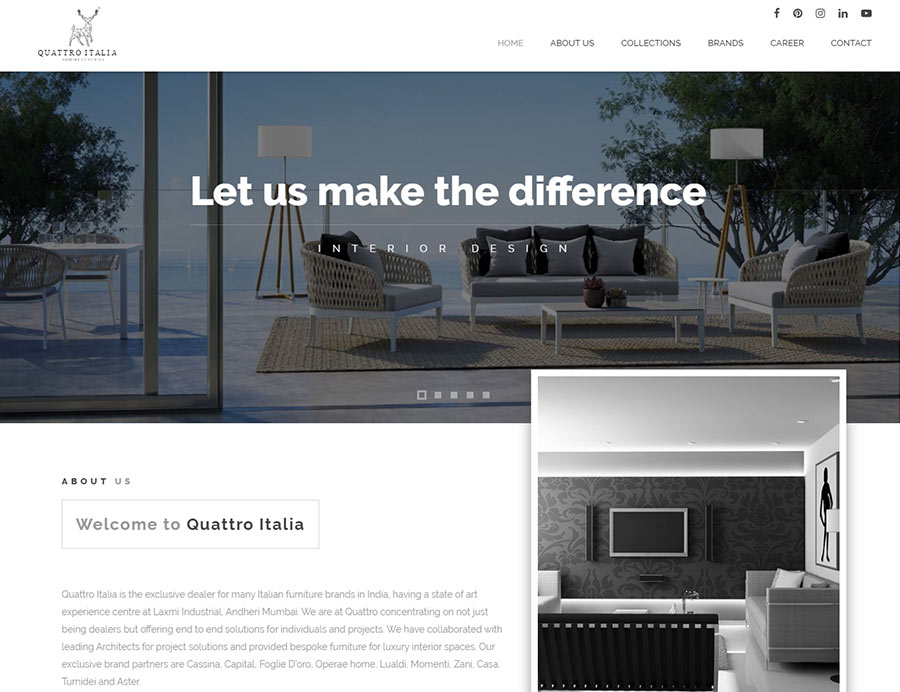 QUATTRO ITALIA
HOME ABOUT US COLLECTIONS BRANDS CAREER CONTACT
Let us make the difference
INTERIOR DESIGN
ABOUT US
Welcome to Quattro Italia
Quattro Italia is the exclusive dealer for many Italian furniture brands in India, having a state of art
experience centre at Laxmi Industrial, Andheri Mumbai. We are at Quattro concentrating on not just
being dealers but offering end to end solutions for individuals and projects. We have collaborated with
leading Architects for project solutions and provided bespoke furniture for luxury interior spaces. Our
exclusive brand partners are Cassina, Capital, Foglie D'oro, Operae home, Lualdi, Momenti, Zani, Casa,
Tumidei and Aster.